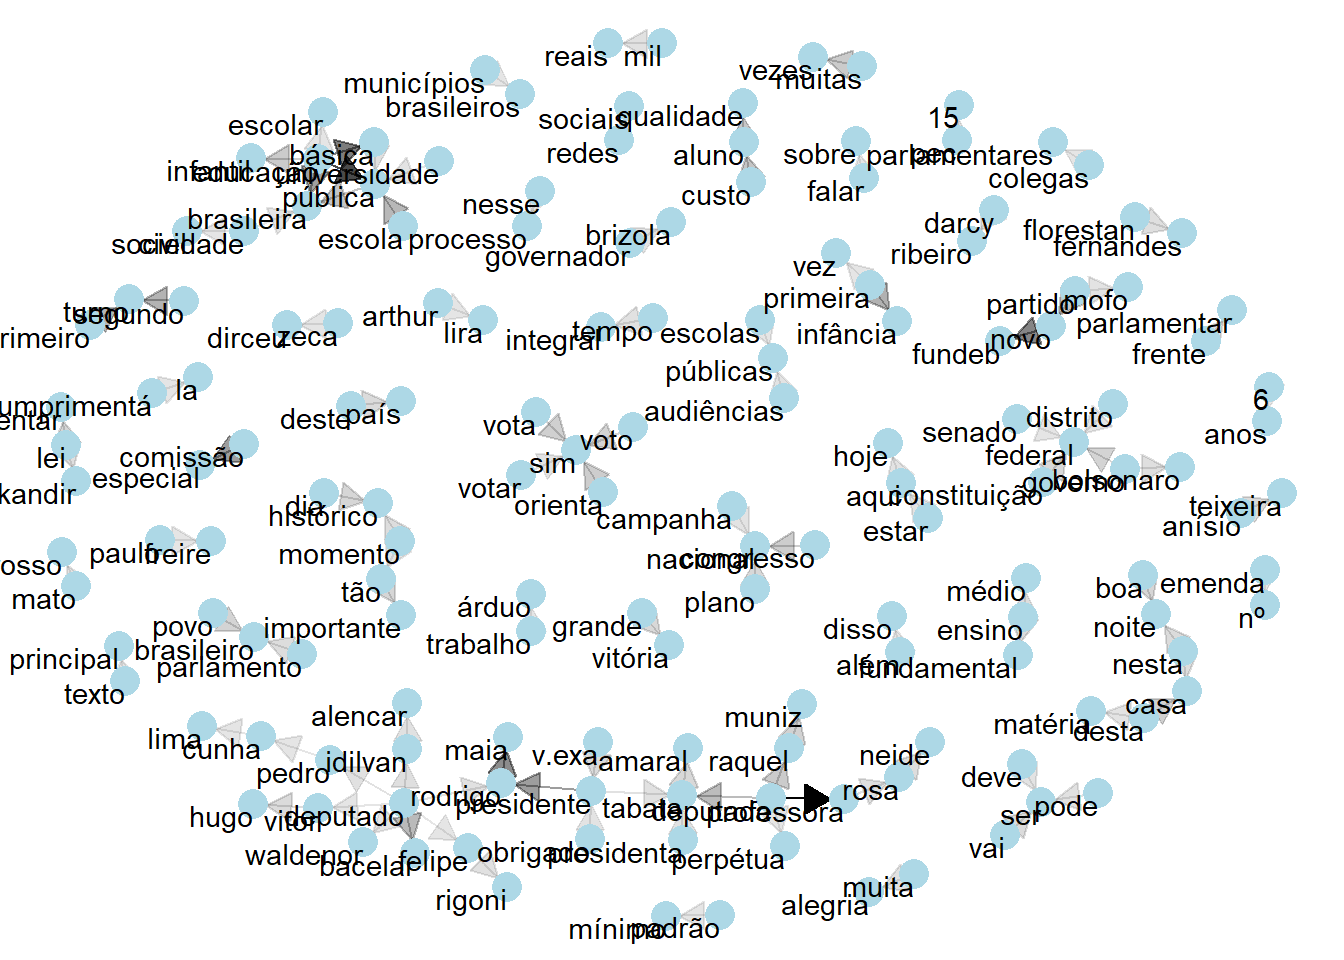 reais
mil
vezes
muitas
municípios
brasileiros
sociais
redes
qualidade
aluno
custo
15
pec
sobre
falar
parlamentares
colegas
escolar
básica
infantil
educação
universidade
pública
brasileira
sociedade
civil
escola
processo
nesse
governador
brizola
darcy
ribeiro
florestan
fernandes
vez
primeira
infância
turno
segundo
rimeiro
dirceu
zeca
arthur
lira
integral
tempo
escolas
públicas
audiências
partido
mofo
novo
fundeb
parlamentar
frente
la
umprimentá
entar
lei
kandir
comissão
especial
deste
país
vota
voto
sim
votar
orienta
hoje
aqui
estar
constituição
senado
distrito
federal
governo
bolsonaro
6
anos
teixeira
anísio
dia
histórico
momento
tão
importante
campanha
nacional
congresso
plano
paulo
freire
osso
mato
povo
brasileiro
parlamento
principal
texto
árduo
trabalho
grande
vitória
disso
além
médio
ensino
fundamental
boa
noite
nesta
casa
desta
matéria
emenda
nº
alencar
idilvan
lima
cunha
pedro
hugo
vitor
deputado
waldenor
bacelar
felipe
rigoni
maia
rodrigo
presidente
v.exa
obrigado
presidenta
tabata
amaral
deputada
professora
raquel
muniz
perpétua
rosa
neide
deve
ser
pode
vai
muita
alegria
mínimo
padrão